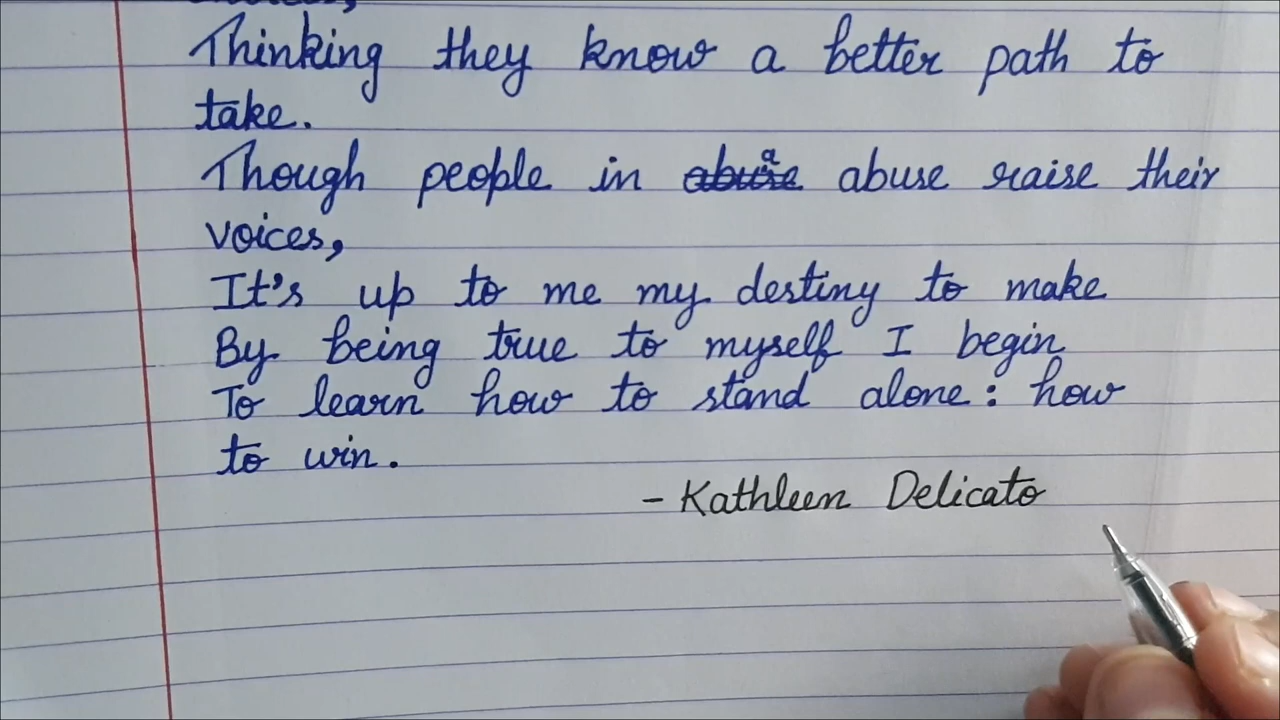 Thinking they know a better path to
take.
Though people in abuse raise their
voices,
It's up to me my destiny to make
By being true to myself I begin
To learn how to stand alone: how
to win.
- Kathleen Delicato